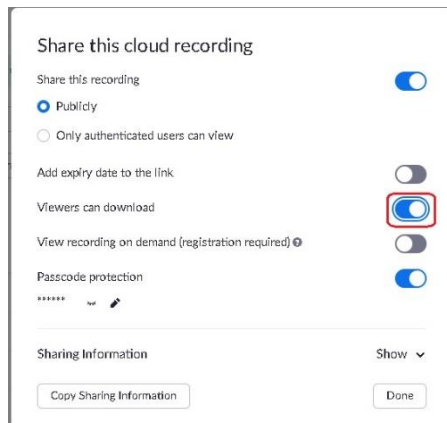 Share this cloud recording
Share this recording
Publicly
Only authenticated users can view
Add expiry date to the link
Viewers can download
View recording on demand (registration required)
Passcode protection
******
Sharing Information Show
Copy Sharing Information Done